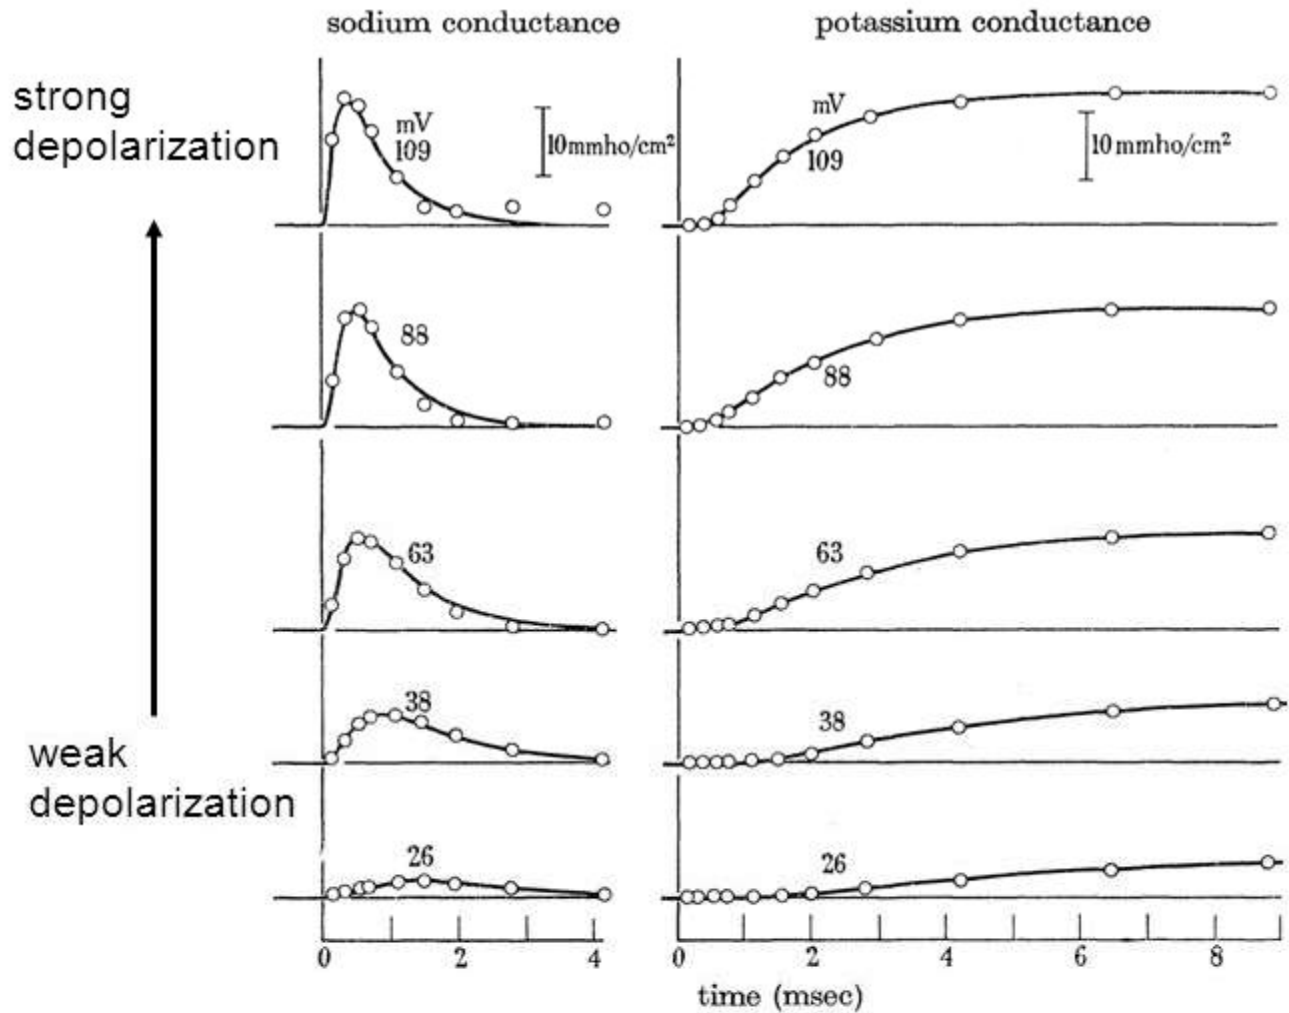 sodium conductance
potassium conductance
strong
depolarization
mV
109
10 mmho/cm²
mV
109
10 mmho/cm²
88
88
63
63
38
38
weak
depolarization
26
26
0 2 4
0 2 4 6 8
time (msec)